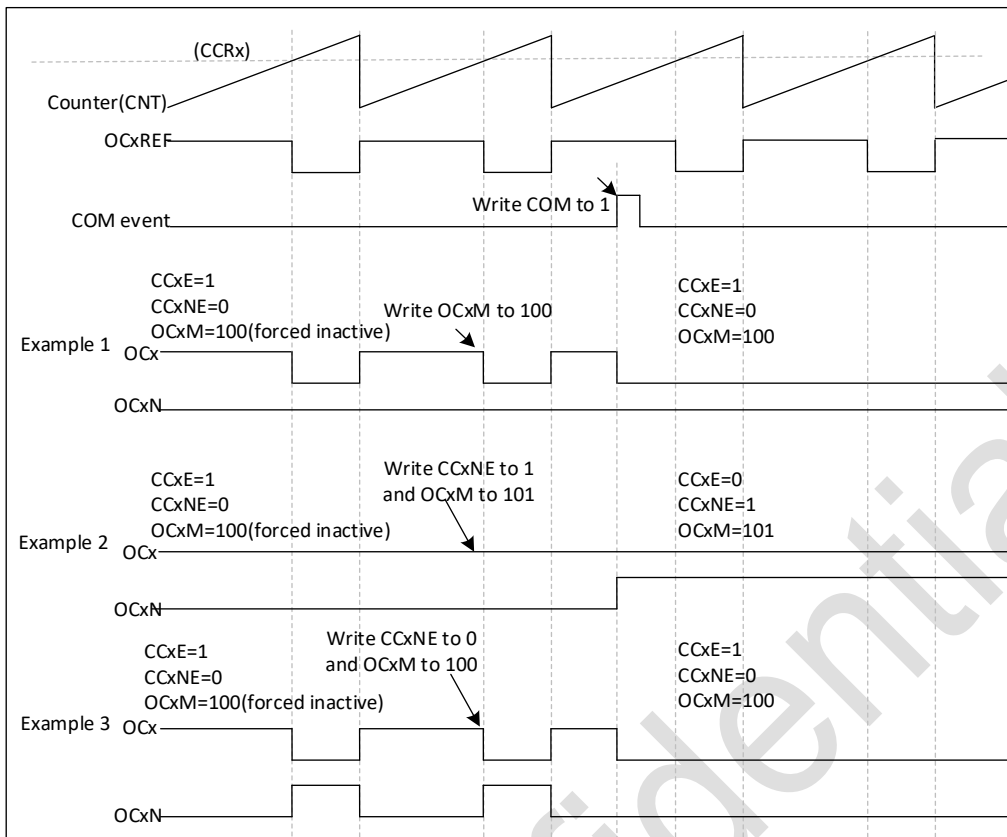 (CCRx)
Counter(CNT)
OCxREF
Write COM to 1
COM event
CCxE=1
CCxNE=0
OCxM=100(forced inactive)
Write OCxM to 100
CCxE=1
CCxNE=0
OCxM=100
Example 1
OCx
OCxN
CCxE=1
CCxNE=0
OCxM=100(forced inactive)
Write CCxNE to 1
and OCxM to 101
CCxE=0
CCxNE=1
OCxM=101
Example 2
OCx
OCxN
CCxE=1
CCxNE=0
OCxM=100(forced inactive)
Write CCxNE to 0
and OCxM to 100
CCxE=1
CCxNE=0
OCxM=100
Example 3
OCx
OCxN